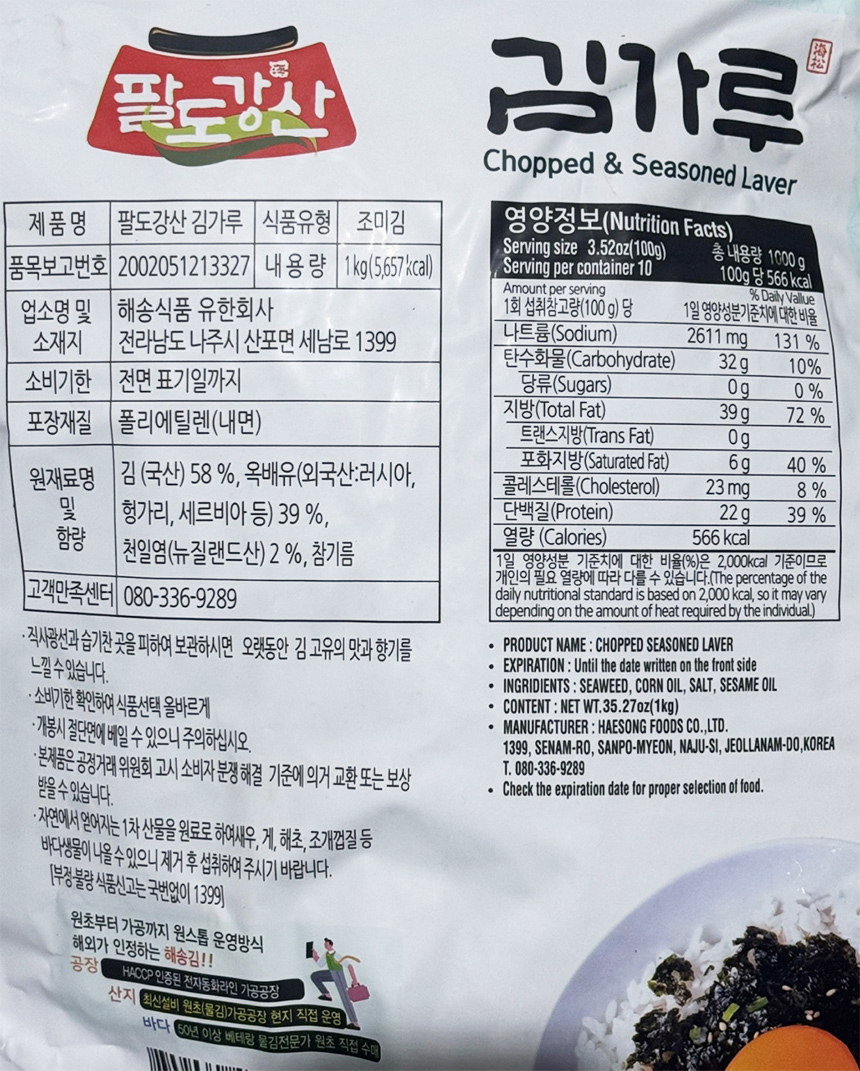 팔도강산
김가루
海松
Chopped & Seasoned Laver
제 품 명 팔도강산 김가루 식품유형 조미김
품목보고번호 2002051213327 내 용 량 1kg(5,657kcal)
업소명 및 소재지 해송식품 유한회사
전라남도 나주시 산포면 세남로 1399
소비기한 전면 표기일까지
포장재질 폴리에틸렌(내면)
원재료명 및 함량 김 (국산) 58 %, 옥배유(외국산:러시아,
헝가리, 세르비아 등) 39 %,
천일염(뉴질랜드산) 2 %, 참기름
고객만족센터 080-336-9289
· 직사광선과 습기찬 곳을 피하여 보관하시면 오랫동안 김 고유의 맛과 향기를
느낄 수 있습니다.
· 소비기한 확인하여 식품선택 올바르게
· 개봉시 절단면에 베일 수 있으니 주의하십시오.
· 본제품은 공정거래 위원회 고시 소비자 분쟁 해결 기준에 의거 교환 또는 보상
받을 수 있습니다.
· 자연에서 얻어지는 1차 산물을 원료로 하여새우, 게, 해초, 조개껍질 등
바다생물이 나올 수 있으니 제거 후 섭취하여 주시기 바랍니다.
[부정·불량 식품신고는 국번없이 1399]
원초부터 가공까지 원스톱 운영방식
해외가 인정하는 해송김!!
공장 HACCP 인증된 전자동화라인 가공공장
산지 최신설비 원초(물김)가공공장 현지 직접 운영
바다 50년 이상 베테랑 물김전문가 원초 직접 수매
영양정보(Nutrition Facts)
Serving size 3.52oz(100g) 총 내용량 1000 g
Serving per container 10 100g 당 566 kcal
Amount per serving % Daily Vallue
1회 섭취참고량(100 g) 당 1일 영양성분기준치에 대한 비율
나트륨(Sodium) 2611 mg 131 %
탄수화물(Carbohydrate) 32 g 10%
당류(Sugars) 0 g 0 %
지방(Total Fat) 39 g 72 %
트랜스지방(Trans Fat) 0 g
포화지방(Saturated Fat) 6 g 40 %
콜레스테롤(Cholesterol) 23 mg 8 %
단백질(Protein) 22 g 39 %
열량 (Calories) 566 kcal
1일 영양성분 기준치에 대한 비율(%)은 2,000kcal 기준이므로
개인의 필요 열량에 따라 다를 수 있습니다.(The percentage of the
daily nutritional standard is based on 2,000 kcal, so it may vary
depending on the amount of heat required by the individual.)
• PRODUCT NAME : CHOPPED SEASONED LAVER
• EXPIRATION : Until the date written on the front side
• INGRIDIENTS : SEAWEED, CORN OIL, SALT, SESAME OIL
• CONTENT : NET WT.35.27oz(1kg)
• MANUFACTURER : HAESONG FOODS CO.,LTD.
1399, SENAM-RO, SANPO-MYEON, NAJU-SI, JEOLLANAM-DO,KOREA
T. 080-336-9289
• Check the expiration date for proper selection of food.